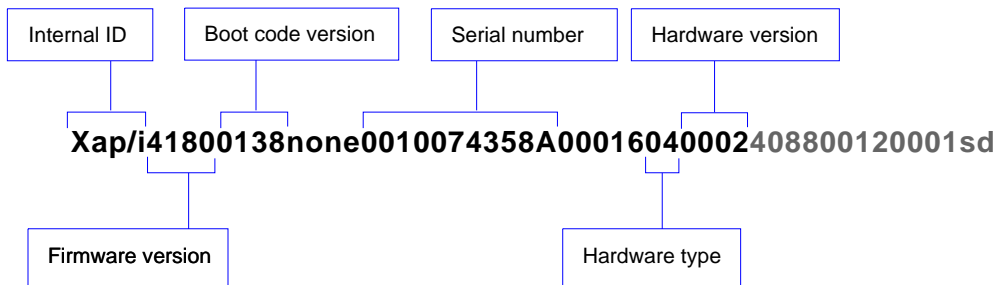 Internal ID
Boot code version
Serial number
Hardware version
Xap/i41800138none0010074358A00016040002408800120001sd
Firmware version
Hardware type